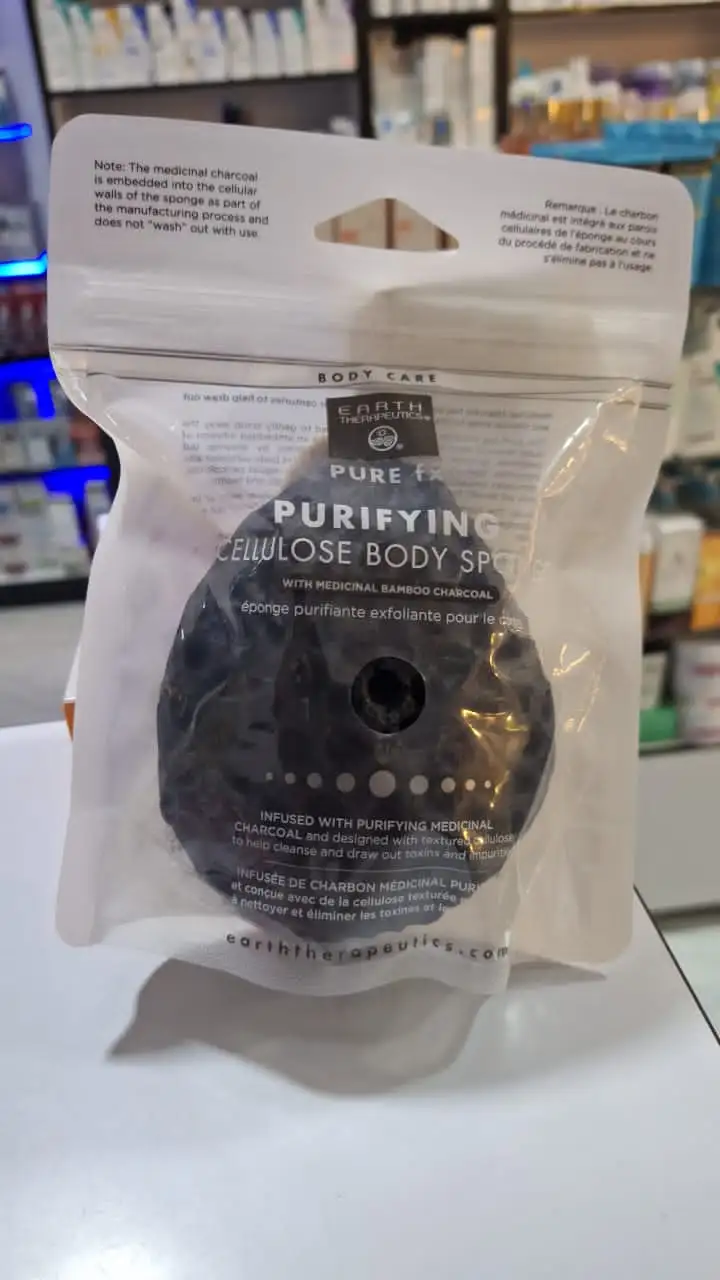 Note: The medicinal charcoal
is embedded into the cellular
walls of the sponge as part of
the manufacturing process and
does not "wash" out with use.
Remarque : Le charbon
médicinal est intégré aux parois
cellulaires de l'éponge au cours
du procédé de fabrication et ne
s'élimine pas à l'usage.
BODY CARE
EARTH
THERAPEUTICS®
PURE fx
PURIFYING
CELLULOSE BODY
WITH MEDICINAL BAMBOO CHARCOAL
éponge purifiante exfoliante pour le
INFUSED WITH PURIFYING MEDICINAL
CHARCOAL and designed with textured cellulose
to help cleanse and draw out toxins and
INFUSÉE DE CHARBON MÉDICINAL
et conçue avec de la cellulose texturée
à nettoyer et éliminer les toxines et
earththerapeutics.com